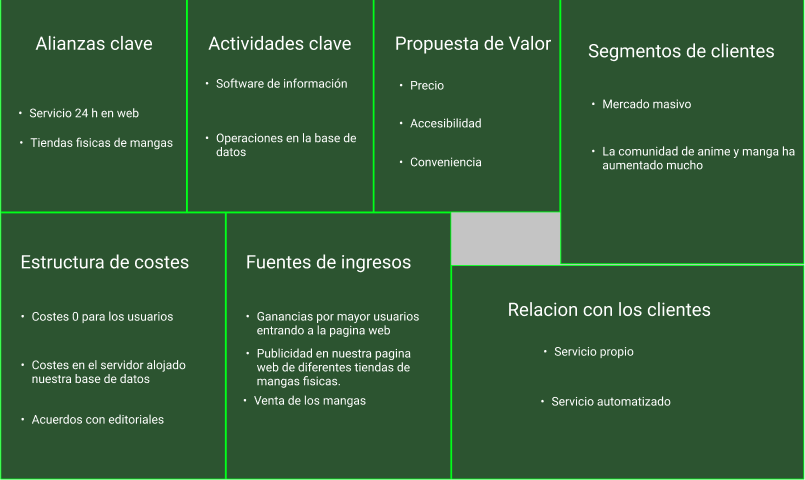 Alianzas clave
• Servicio 24 h en web
• Tiendas fisicas de mangas
Actividades clave
• Software de información
• Operaciones en la base de
datos
Propuesta de Valor
• Precio
• Accesibilidad
• Conveniencia
Segmentos de clientes
• Mercado masivo
• La comunidad de anime y manga ha
aumentado mucho
Estructura de costes
• Costes 0 para los usuarios
• Costes en el servidor alojado
nuestra base de datos
• Acuerdos con editoriales
Fuentes de ingresos
• Ganancias por mayor usuarios
entrando a la pagina web
• Publicidad en nuestra pagina
web de diferentes tiendas de
mangas fisicas.
• Venta de los mangas
Relacion con los clientes
• Servicio propio
• Servicio automatizado